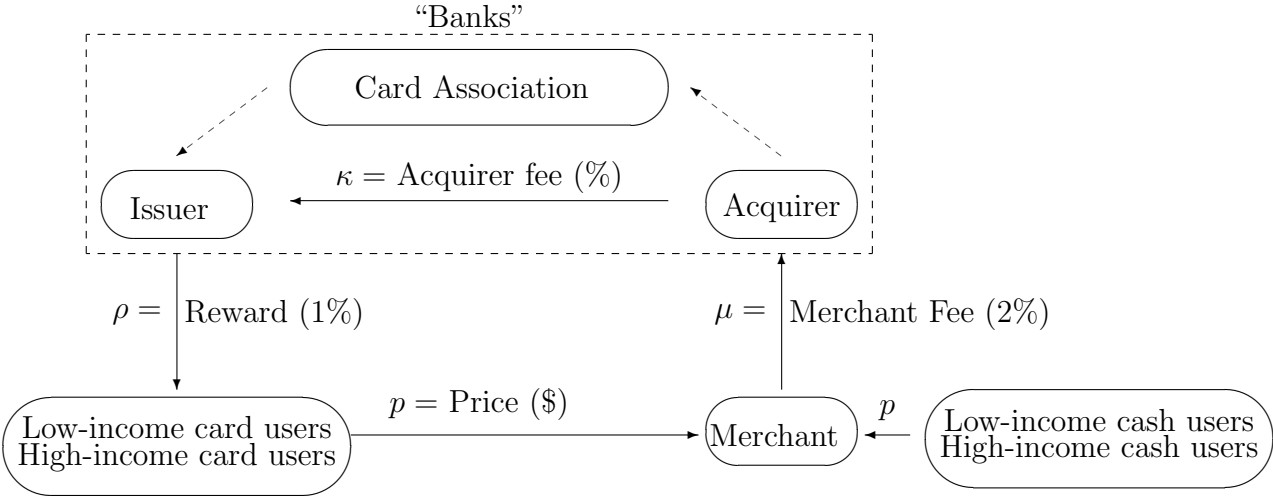 “Banks”
Card Association
κ = Acquirer fee (%)
Issuer
Acquirer
ρ = Reward (1%)
μ = Merchant Fee (2%)
p = Price ($)
p
Low-income card users
High-income card users
Merchant
Low-income cash users
High-income cash users